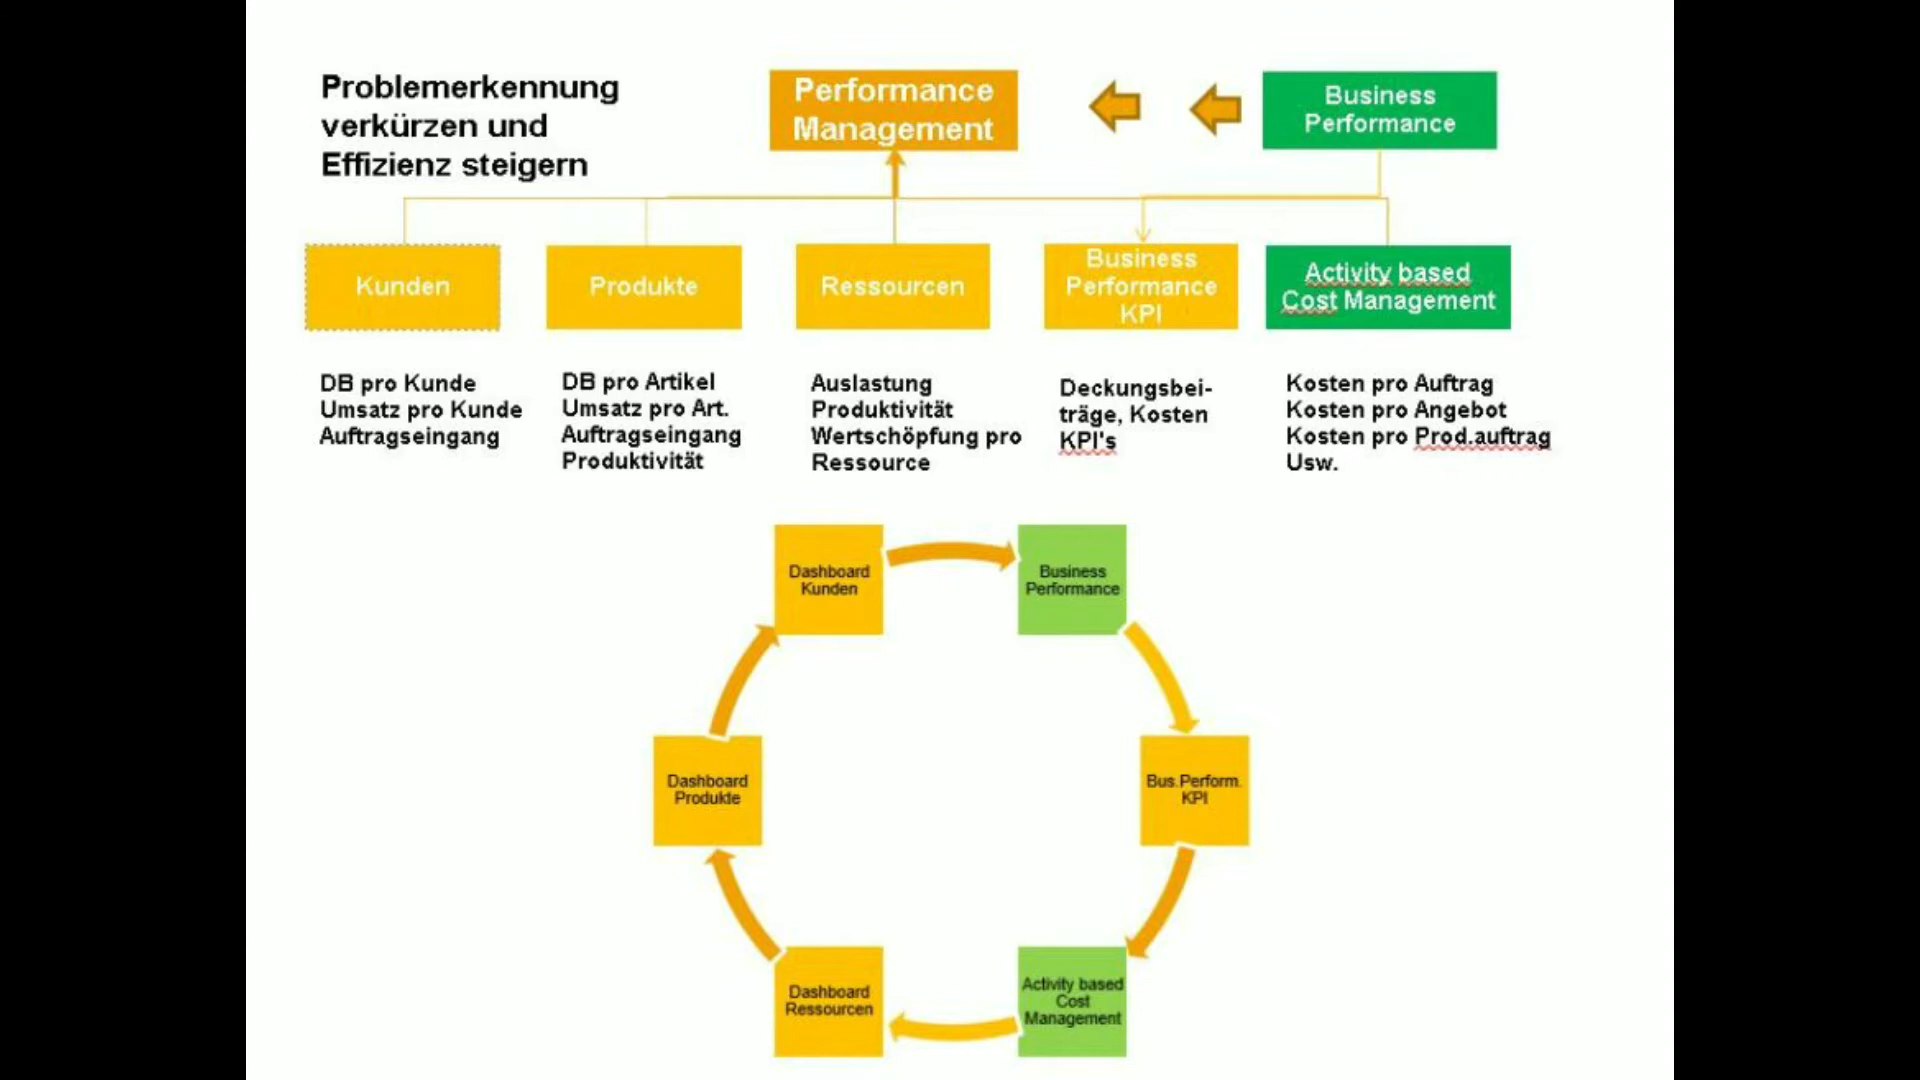 Problemerkennung
verkürzen und
Effizienz steigern
Performance
Management
Business
Performance
Kunden
Produkte
Ressourcen
Business
Performance
KPI
Activity based
Cost Management
DB pro Kunde
Umsatz pro Kunde
Auftragseingang
DB pro Artikel
Umsatz pro Art.
Auftragseingang
Produktivität
Auslastung
Produktivität
Wertschöpfung pro
Ressource
Deckungsbei-
träge, Kosten
KPI's
Kosten pro Auftrag
Kosten pro Angebot
Kosten pro Prod.auftrag
Usw.
Dashboard
Kunden
Business
Performance
Dashboard
Produkte
Bus.Perform.
KPI
Dashboard
Ressourcen
Activity based
Cost
Management